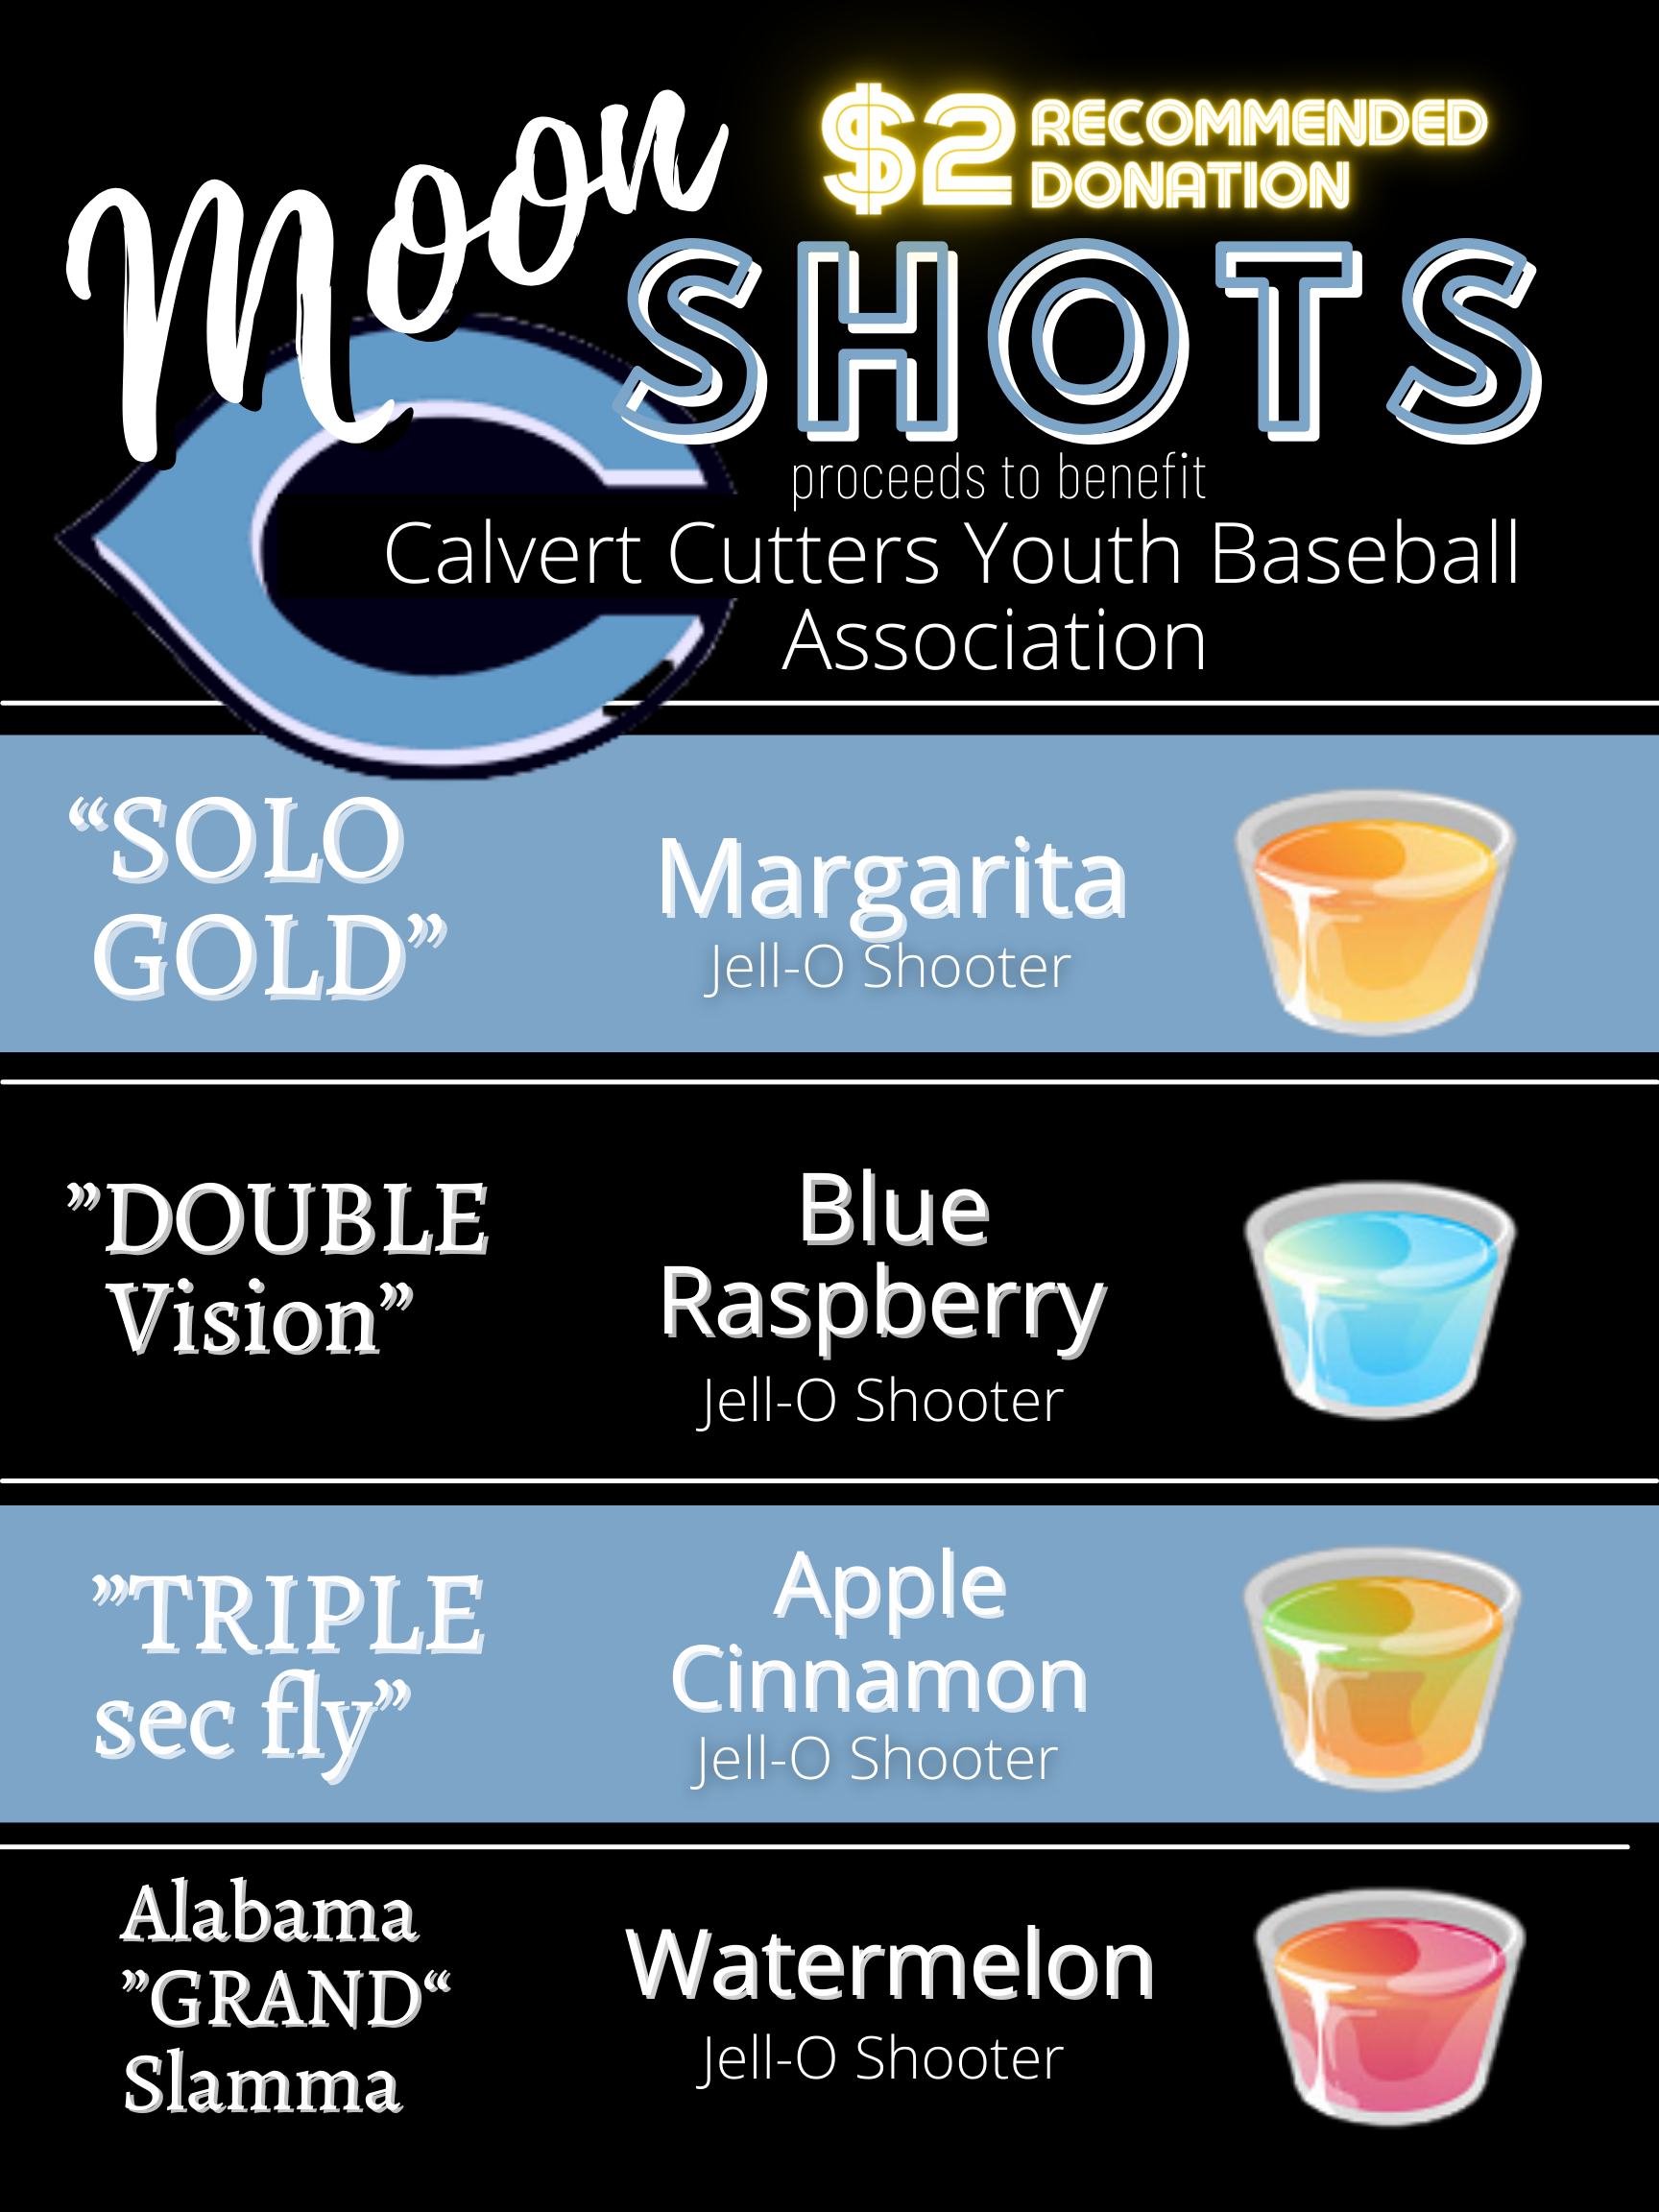 Moon
$2 RECOMMENDED
DONATION
SHOTS
proceeds to benefit
Calvert Cutters Youth Baseball
Association
“SOLO
GOLD”
Margarita
Jell-O Shooter
”DOUBLE
Vision”
Blue
Raspberry
Jell-O Shooter
”TRIPLE
sec fly”
Apple
Cinnamon
Jell-O Shooter
Alabama
”GRAND“
Slamma
Watermelon
Jell-O Shooter